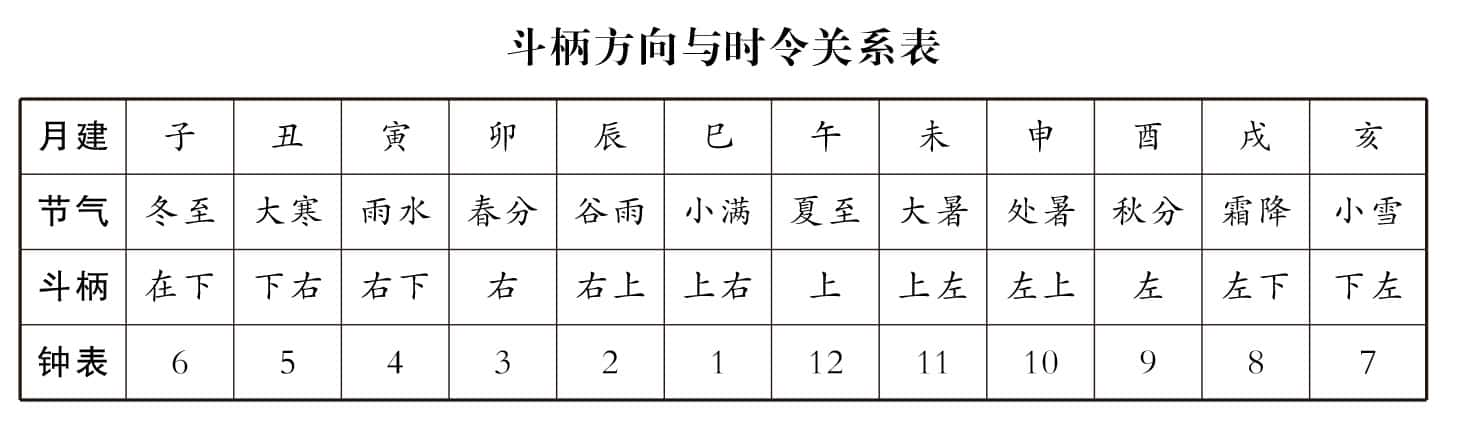 斗柄方向与时令关系表
月建 子 丑 寅 卯 辰 巳 午 未 申 酉 戌 亥
节气 冬至 大寒 雨水 春分 谷雨 小满 夏至 大暑 处暑 秋分 霜降 小雪
斗柄 在下 下右 右下 右 右上 上右 上 上左 左上 左 左下 下左
钟表 6 5 4 3 2 1 12 11 10 9 8 7